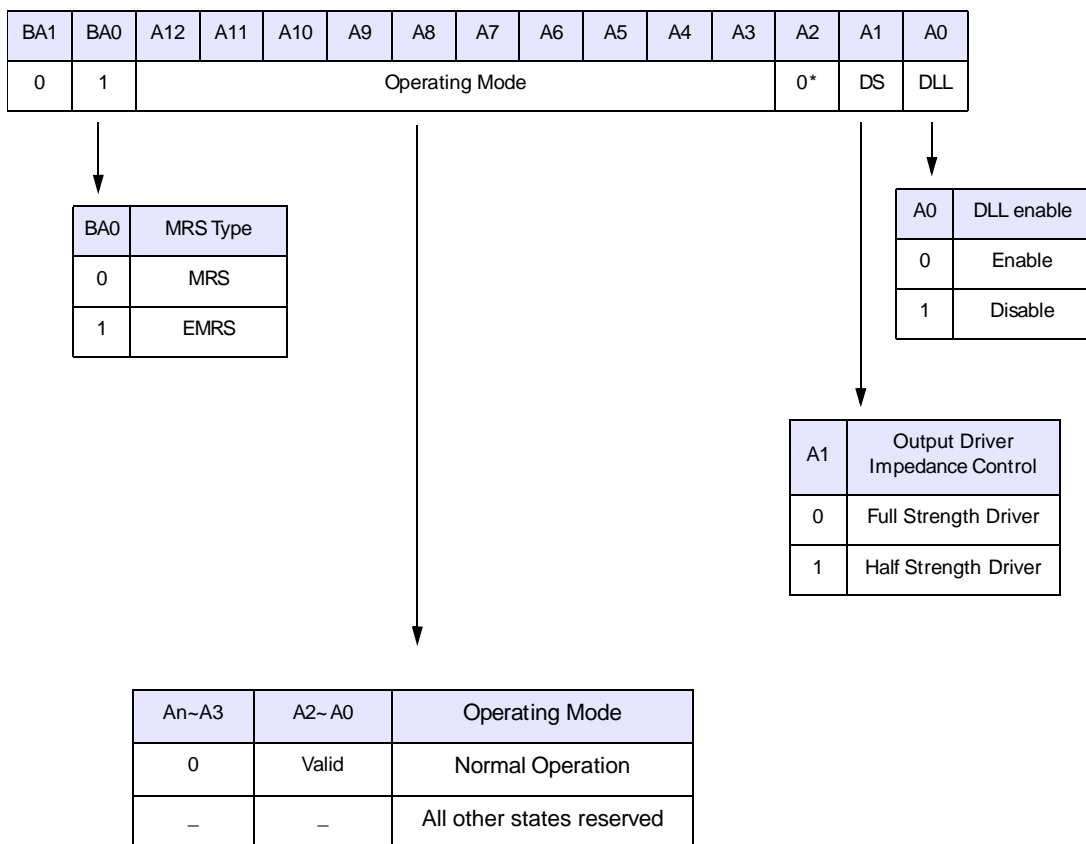 BA1 BA0 A12 A11 A10 A9 A8 A7 A6 A5 A4 A3 A2 A1 A0
0 1 Operating Mode 0* DS DLL
BA0 MRS Type
0 MRS
1 EMRS
A0 DLL enable
0 Enable
1 Disable
A1 Output Driver
Impedance Control
0 Full Strength Driver
1 Half Strength Driver
An~A3 A2~A0 Operating Mode
0 Valid Normal Operation
_ _ All other states reserved